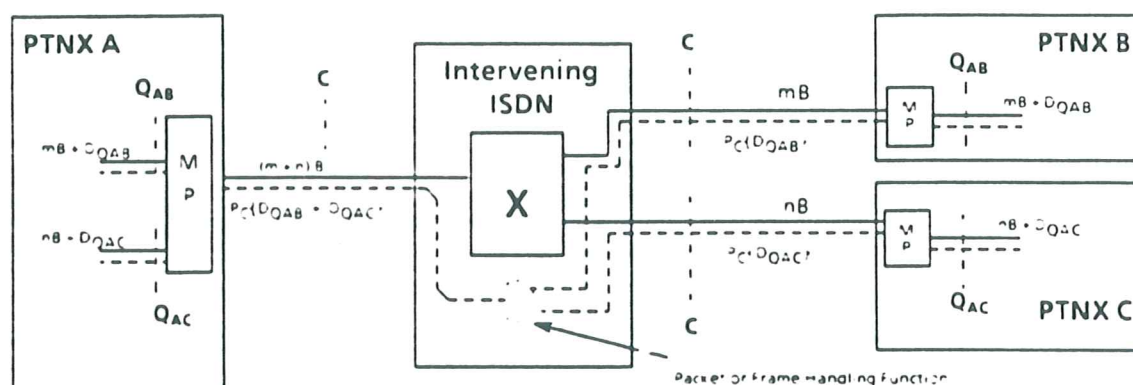 PTNX A
QAB
mB + DQAB
nB + DQAC
QAC
M
P
C
(m + n) B
PC(DQAB + DQAC)
Intervening
ISDN
X
C
mB
PC(DQAB)
nB
PC(DQAC)
C
Packet or Frame Handling Function
PTNX B
QAB
M
P
mB + DQAB
QAC
M
P
nB + DQAC
QAC
PTNX C